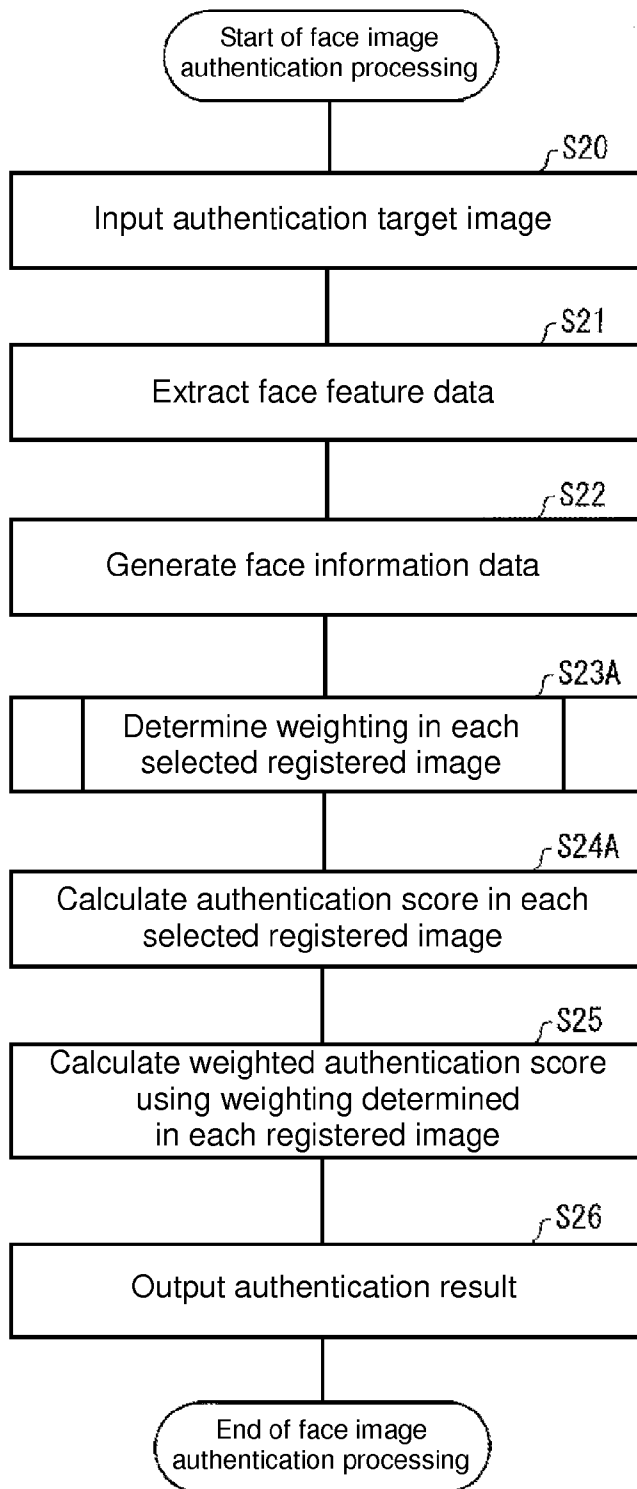 Start of face image
authentication processing
S20
Input authentication target image
S21
Extract face feature data
S22
Generate face information data
S23A
Determine weighting in each
selected registered image
S24A
Calculate authentication score in each
selected registered image
S25
Calculate weighted authentication score
using weighting determined
in each registered image
S26
Output authentication result
End of face image
authentication processing